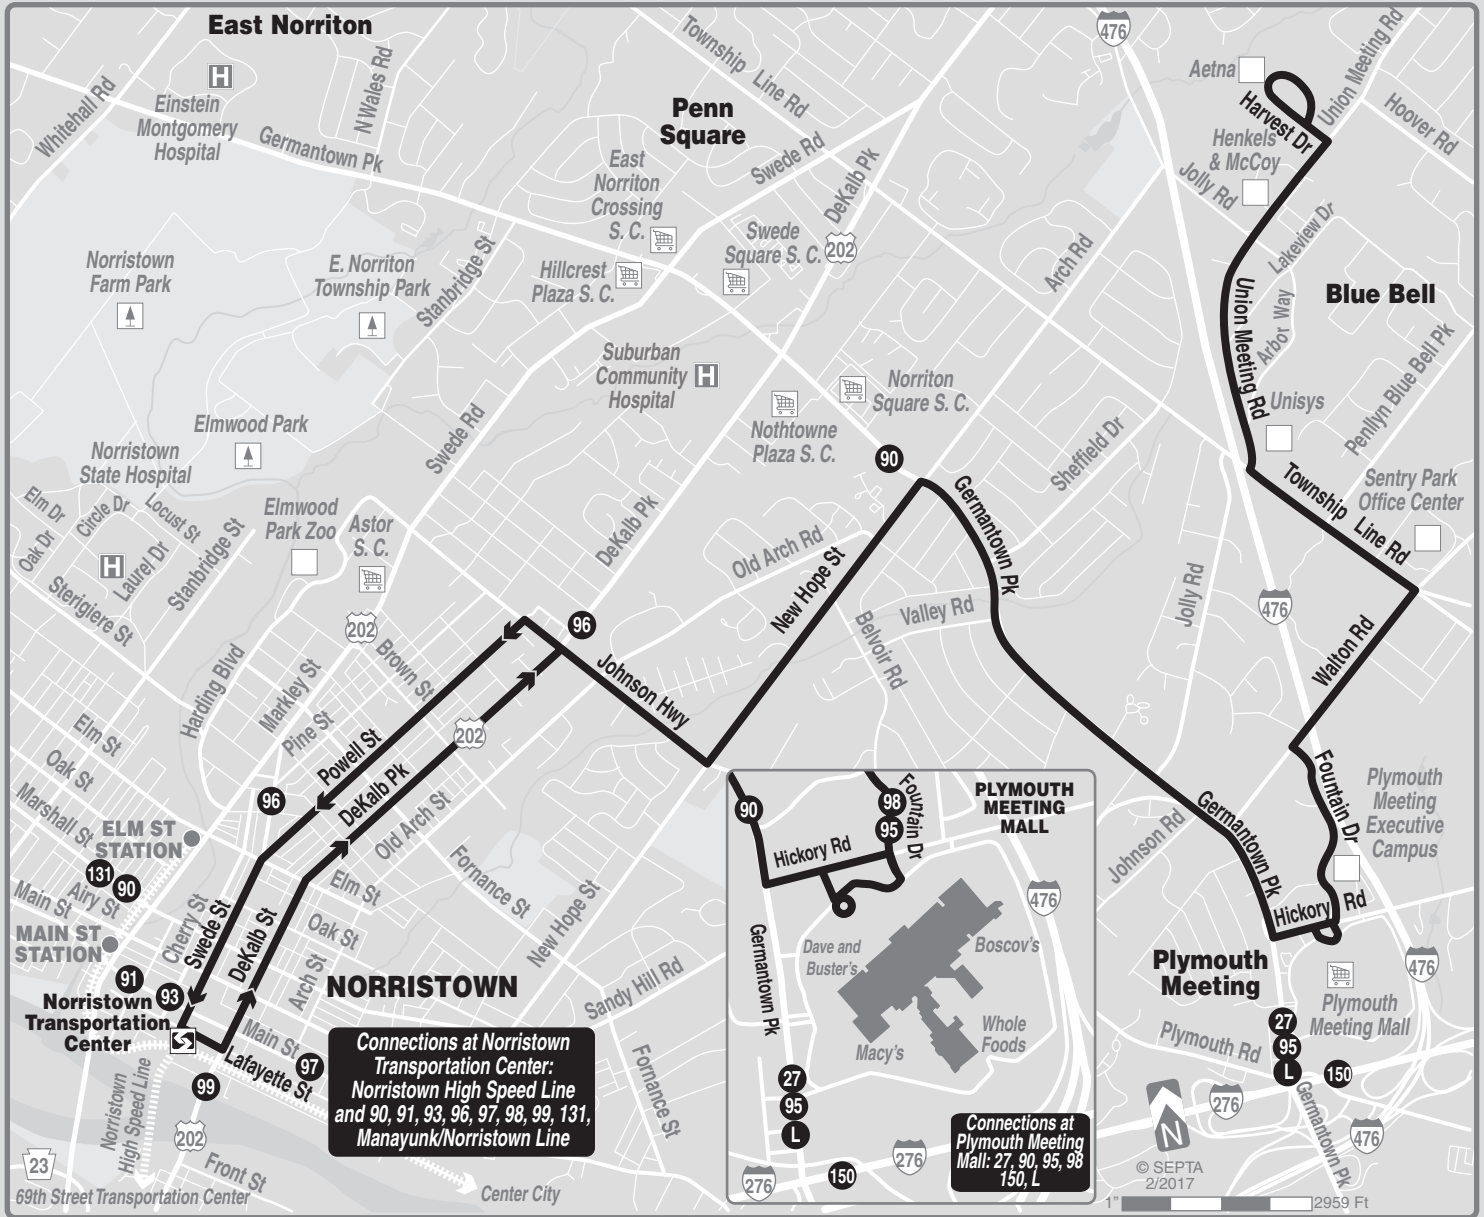 East Norriton
Whitehall Rd
H
Einstein
Montgomery
Hospital
N Wales Rd
Germantown Pk
Township Line Rd
Penn
Square
Swede Rd
DeKalb Pk
East
Norriton
Crossing
S. C.
Swede
Square S. C.
202
Hillcrest
Plaza S. C.
476
Aetna
Harvest Dr
Union Meeting Rd
Hoover Rd
Henkels
& McCoy
Jolly Rd
Lakeview Dr
Arch Rd
Union Meeting Rd
Arbor Way
Blue Bell
Penllyn Blue Bell Pk
Unisys
Norristown
Farm Park
E. Norriton
Township Park
Stanbridge St
Suburban
Community
Hospital
H
Norriton
Square S. C.
Nothtowne
Plaza S. C.
90
Sheffield Dr
Township Line Rd
Sentry Park
Office Center
Elmwood Park
Swede Rd
Norristown
State Hospital
Elm Dr
Circle Dr
Locust St
Oak Dr
H
Laurel Dr
Stanbridge St
Sterigiere St
Elmwood
Park Zoo
Astor
S. C.
202
DeKalb Pk
Old Arch Rd
New Hope St
Germantown Pk
Valley Rd
Belvoir Rd
Jolly Rd
476
Walton Rd
96
Johnson Hwy
Harding Blvd
Markley St
Pine St
Brown St
202
Powell St
DeKalb Pk
Old Arch St
96
Elm St
Oak St
Marshall St
ELM ST
STATION
131
90
Airy St
Main St
MAIN ST
STATION
Cherry St
Swede St
DeKalb St
Elm St
Oak St
Arch St
Fornance St
New Hope St
Sandy Hill Rd
Fornance St
91
93
Norristown
Transportation
Center
NORRISTOWN
Main St
97
Lafayette St
99
Connections at Norristown
Transportation Center:
Norristown High Speed Line
and 90, 91, 93, 96, 97, 98, 99, 131,
Manayunk/Norristown Line
Norristown
High Speed Line
202
23
Front St
69th Street Transportation Center
Center City
PLYMOUTH
MEETING
MALL
90
98
95
Fountain Dr
Hickory Rd
476
Germantown Pk
Dave and
Buster's
Boscov's
Whole
Foods
Macy's
27
95
L
276
150
276
Connections at
Plymouth Meeting
Mall: 27, 90, 95, 98
150, L
Johnson Rd
Germantown Pk
Fountain Dr
Plymouth
Meeting
Executive
Campus
Hickory Rd
476
Plymouth
Meeting
Plymouth
Meeting Mall
27
95
L
150
Plymouth Rd
276
Germantown Pk
476
N
© SEPTA
2/2017
1"
2959 Ft